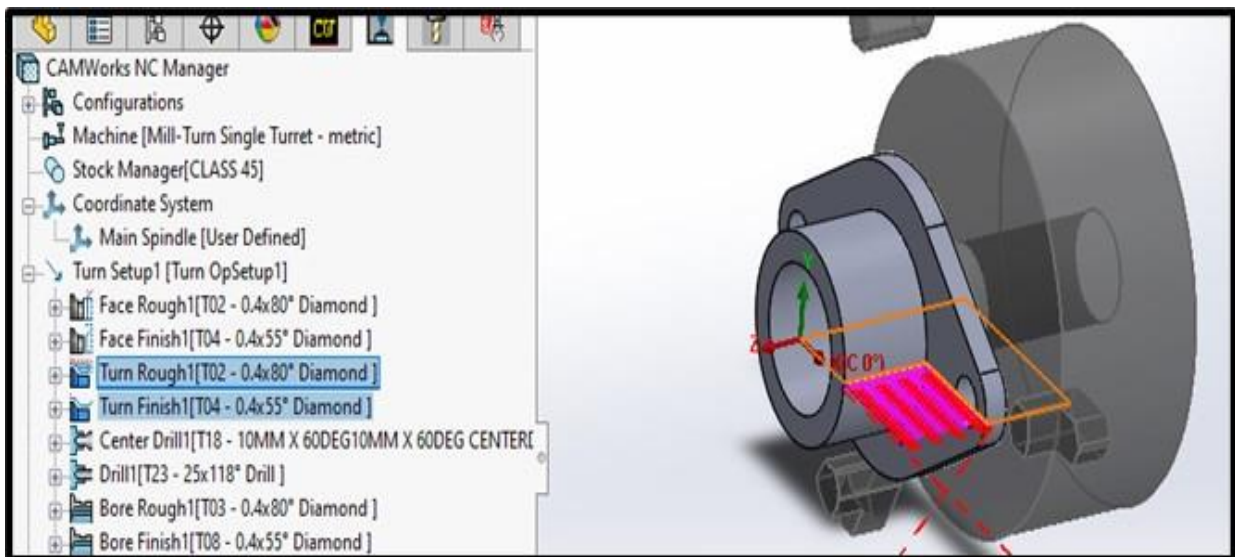 CGT
CAMWorks NC Manager
Configurations
Machine [Mill-Turn Single Turret - metric]
Stock Manager[CLASS 45]
Coordinate System
Main Spindle [User Defined]
Turn Setup1 [Turn OpSetup1]
Face Rough1[T02 - 0.4x80° Diamond ]
Face Finish1[T04 - 0.4x55° Diamond ]
Turn Rough1[T02 - 0.4x80° Diamond ]
Turn Finish1[T04 - 0.4x55° Diamond ]
Center Drill1[T18 - 10MM X 60DEG10MM X 60DEG CENTERD
Drill1[T23 - 25x118° Drill ]
Bore Rough1[T03 - 0.4x80° Diamond ]
Bore Finish1[T08 - 0.4x55° Diamond ]
Y
Z
(C 0°)